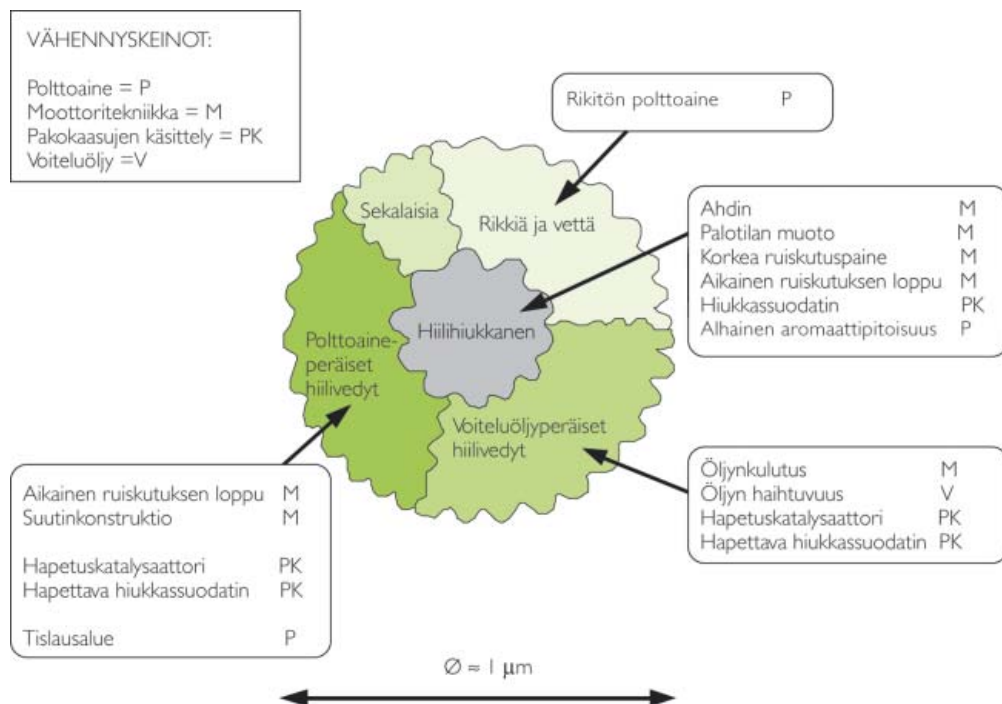 VÄHENNYSKEINOT:
Polttoaine = P
Moottoritekniikka = M
Pakokaasujen käsittely = PK
Voiteluöljy =V
Rikitön polttoaine P
Sekalaisia
Rikkiä ja vettä
Ahdin M
Palotilan muoto M
Korkea ruiskutuspaine M
Aikainen ruiskutuksen loppu M
Hiukkassuodatin PK
Alhainen aromaattipitoisuus P
Hiilihiukkanen
Polttoaine-
peräiset
hiilivedyt
Voiteluöljyperäiset
hiilivedyt
Aikainen ruiskutuksen loppu M
Suutinkonstruktio M
Hapetuskatalysaattori PK
Hapettava hiukkassuodatin PK
Tislausalue P
Öljynkulutus M
Öljyn haihtuvuus V
Hapetuskatalysaattori PK
Hapettava hiukkassuodatin PK
Ø ≈ 1 µm